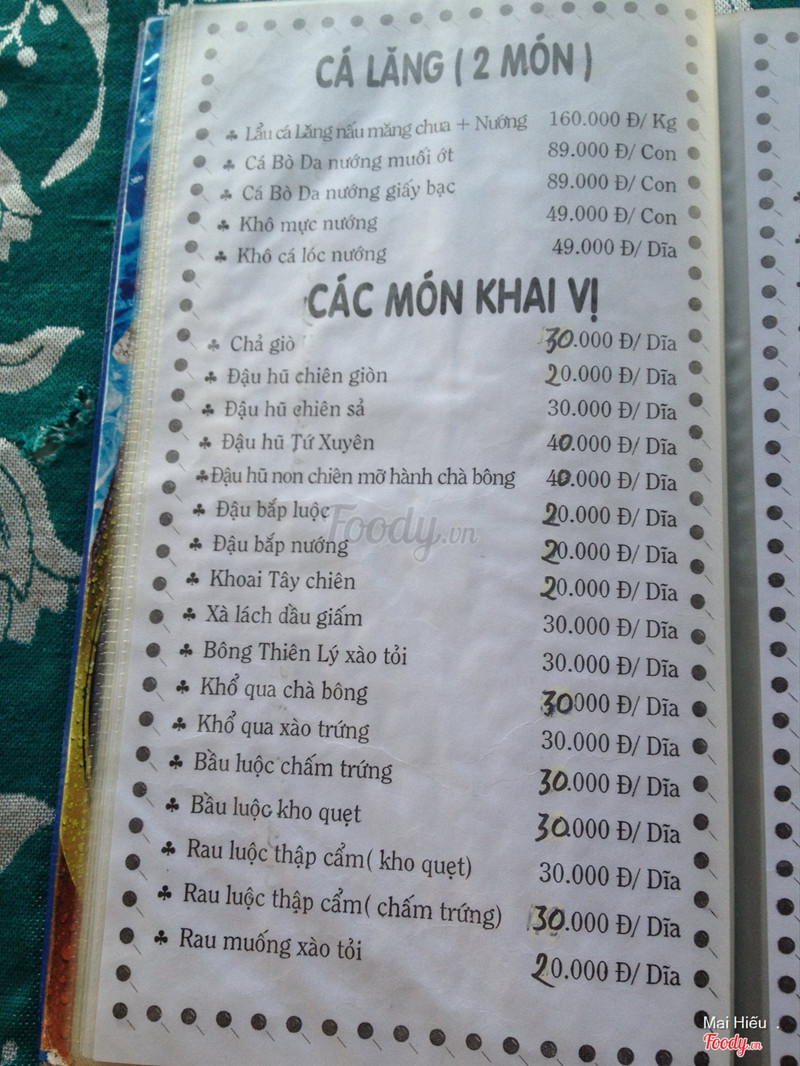 CÁ LĂNG ( 2 MÓN )
♣ Lẩu cá Lăng nấu măng chua + Nướng 160.000 Đ/ Kg
♣ Cá Bò Da nướng muối ớt 89.000 Đ/ Con
♣ Cá Bò Da nướng giấy bạc 89.000 Đ/ Con
♣ Khô mực nướng 49.000 Đ/ Con
♣ Khô cá lóc nướng 49.000 Đ/ Dĩa
CÁC MÓN KHAI VỊ
♣ Chả giò 30.000 Đ/ Dĩa
♣ Đậu hũ chiên giòn 20.000 Đ/ Dĩa
♣ Đậu hũ chiên sả 30.000 Đ/ Dĩa
♣ Đậu hũ Tứ Xuyên 40.000 Đ/ Dĩa
♣ Đậu hũ non chiên mỡ hành chà bông 40.000 Đ/ Dĩa
♣ Đậu bắp luộc 20.000 Đ/ Dĩa
♣ Đậu bắp nướng 20.000 Đ/ Dĩa
♣ Khoai Tây chiên 20.000 Đ/ Dĩa
♣ Xà lách dầu giấm 30.000 Đ/ Dĩa
♣ Bông Thiên Lý xào tỏi 30.000 Đ/ Dĩa
♣ Khổ qua chà bông 30000 Đ/ Dĩa
♣ Khổ qua xào trứng 30.000 Đ/ Dĩa
♣ Bầu luộc chấm trứng 30.000 Đ/ Dĩa
♣ Bầu luộc kho quẹt 30.000 Đ/ Dĩa
♣ Rau luộc thập cẩm( kho quẹt) 30.000 Đ/ Dĩa
♣ Rau luộc thập cẩm( chấm trứng) 30.000 Đ/ Dĩa
♣ Rau muống xào tỏi 20.000 Đ/ Dĩa
Foody.vn
Mai Hiếu
Foody.vn